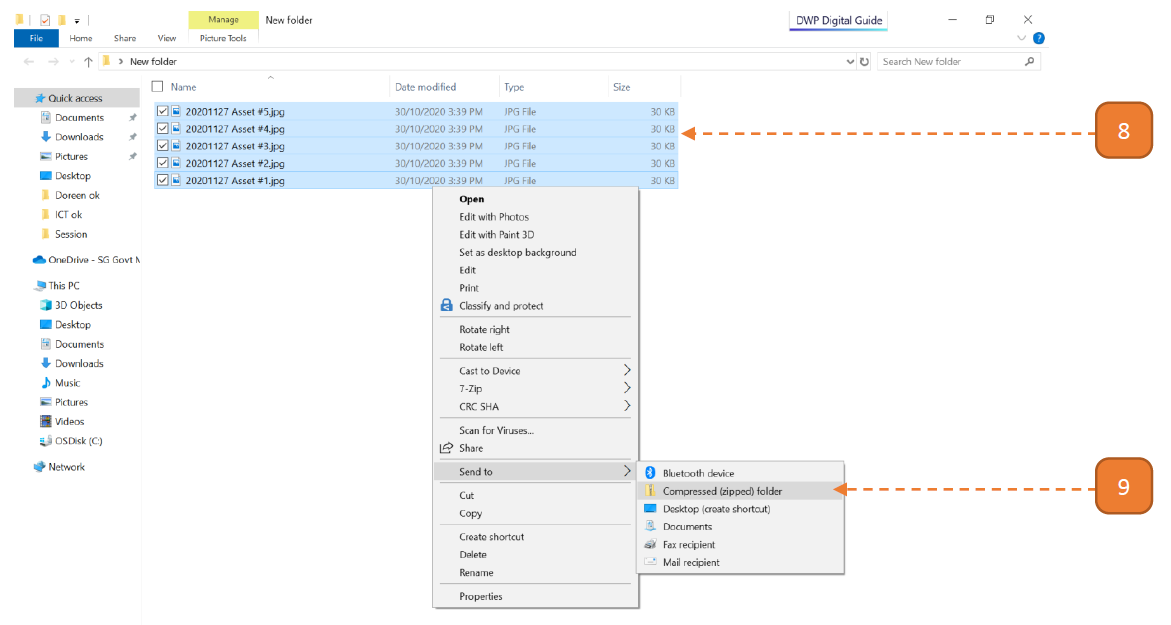 Manage New folder DWP Digital Guide
File Home Share View Picture Tools
New folder Search New folder
Name Date modified Type Size
Quick access
Documents
Downloads
Pictures
Desktop
Doreen ok
ICT ok
Session
OneDrive - SG Govt M
This PC
3D Objects
Desktop
Documents
Downloads
Music
Pictures
Videos
OSDisk (C:)
Network
20201127 Asset #5.jpg 30/10/2020 3:39 PM JPG File 30 KB
20201127 Asset #4.jpg 30/10/2020 3:39 PM JPG File 30 KB
20201127 Asset #3.jpg 30/10/2020 3:39 PM JPG File 30 KB
20201127 Asset #2.jpg 30/10/2020 3:39 PM JPG File 30 KB
20201127 Asset #1.jpg 30/10/2020 3:39 PM JPG File 30 KB
8
Open
Edit with Photos
Edit with Paint 3D
Set as desktop background
Edit
Print
Classify and protect
Rotate right
Rotate left
Cast to Device
7-Zip
CRC SHA
Scan for Viruses...
Share
Send to
Cut
Copy
Create shortcut
Delete
Rename
Properties
Bluetooth device
Compressed (zipped) folder
Desktop (create shortcut)
Documents
Fax recipient
Mail recipient
9